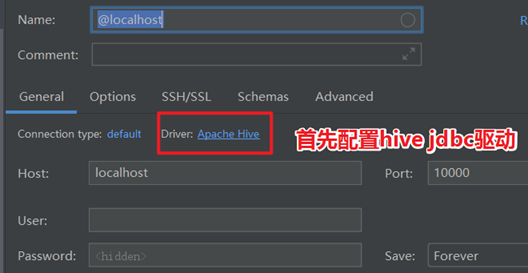 Name: @localhost R
Comment:
General Options SSH/SSL Schemas Advanced
Connection type: default Driver: Apache Hive 首先配置hive jdbc驱动
Host: localhost Port: 10000
User:
Password: <hidden> Save: Forever